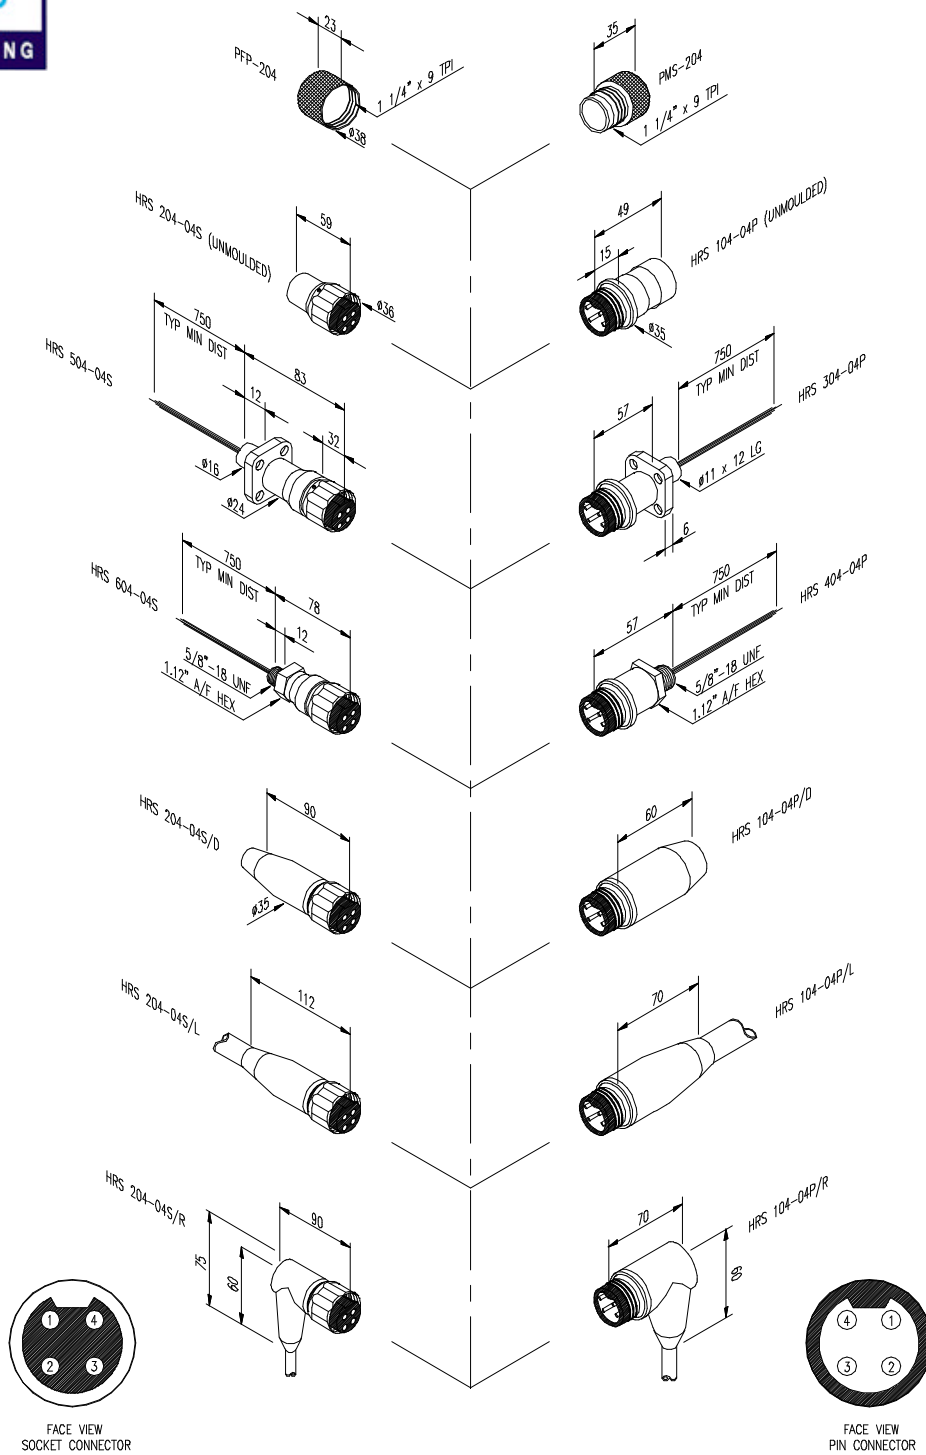 NG
23
PFP-204
1 1/4" x 9 TPI
ø38
35
PMS-204
1 1/4" x 9 TPI
HRS 204-04S (UNMOULDED)
59
ø36
49
15
HRS 104-04P (UNMOULDED)
ø35
HRS 504-04S
750
TYP MIN DIST
83
12
32
ø16
ø24
750
TYP MIN DIST
HRS 304-04P
57
ø11 x 12 LG
6
HRS 604-04S
750
TYP MIN DIST
78
12
5/8"-18 UNF
1.12" A/F HEX
750
TYP MIN DIST
HRS 404-04P
57
5/8"-18 UNF
1.12" A/F HEX
HRS 204-04S/D
90
ø35
60
HRS 104-04P/D
HRS 204-04S/L
112
70
HRS 104-04P/L
HRS 204-04S/R
90
75
60
70
HRS 104-04P/R
1 4
2 3
FACE VIEW
SOCKET CONNECTOR
4 1
3 2
FACE VIEW
PIN CONNECTOR